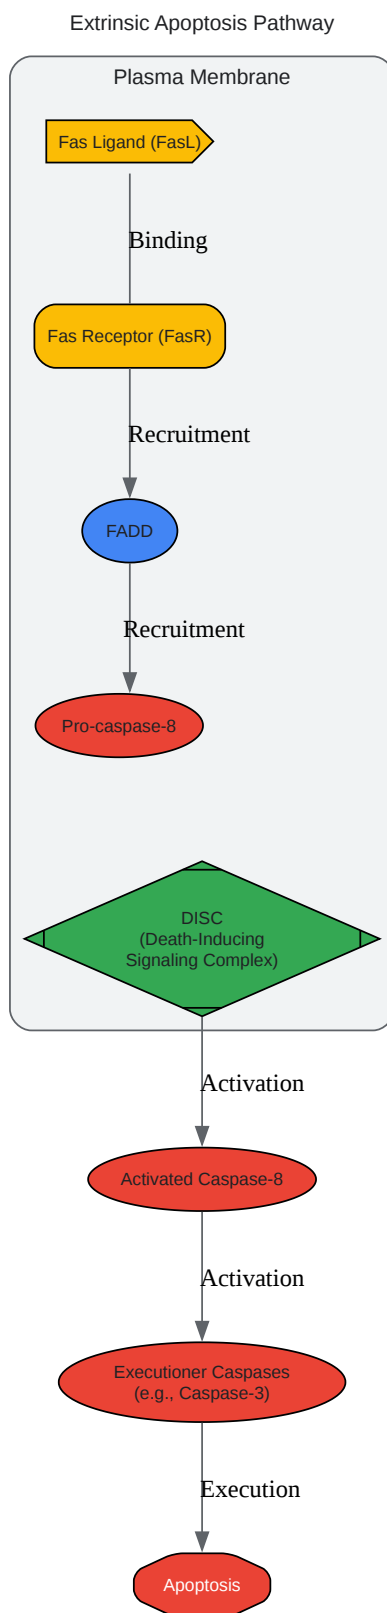 Extrinsic Apoptosis Pathway
Plasma Membrane
Fas Ligand (FasL)
Binding
Fas Receptor (FasR)
Recruitment
FADD
Recruitment
Pro-caspase-8
DISC
(Death-Inducing
Signaling Complex)
Activation
Activated Caspase-8
Activation
Executioner Caspases
(e.g., Caspase-3)
Execution
Apoptosis